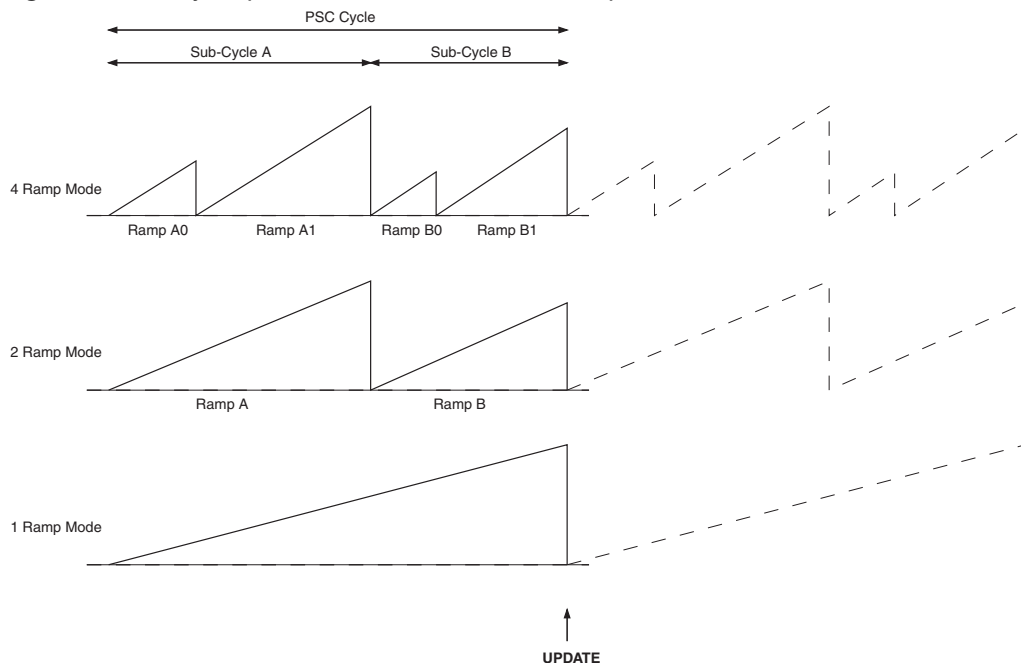 PSC Cycle
Sub-Cycle A
Sub-Cycle B
4 Ramp Mode
Ramp A0
Ramp A1
Ramp B0
Ramp B1
2 Ramp Mode
Ramp A
Ramp B
1 Ramp Mode
UPDATE